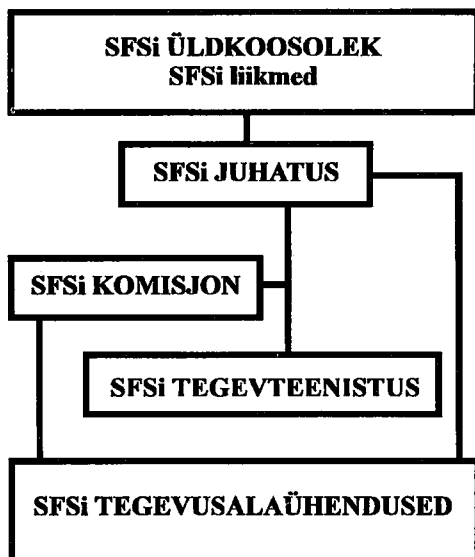 SFSi ÜLDKOOSOLEK
SFSi liikmed
SFSi JUHATUS
SFSi KOMISJON
SFSi TEGEVTEENISTUS
SFSi TEGEVUSALAÜHENDUSED